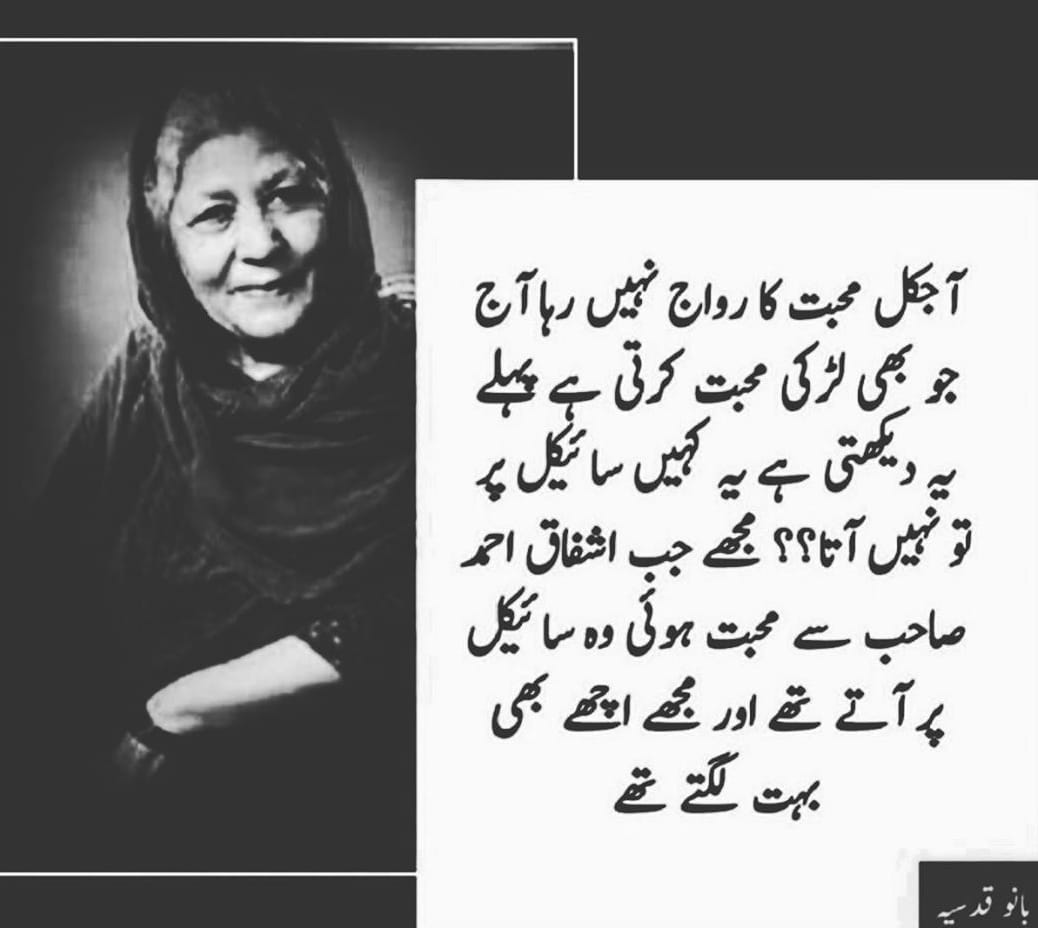 آجکل محبت کا رواج نہیں رہا آج
جو بھی لڑکی محبت کرتی ہے پہلے
یہ دیکھتی ہے یہ کہیں سائیکل پر
تو نہیں آتا؟؟ مجھے جب اشفاق احمد
صاحب سے محبت ہوئی وہ سائیکل
پر آتے تھے اور مجھے اچھے بھی
بہت لگتے تھے
بانو قدسیہ